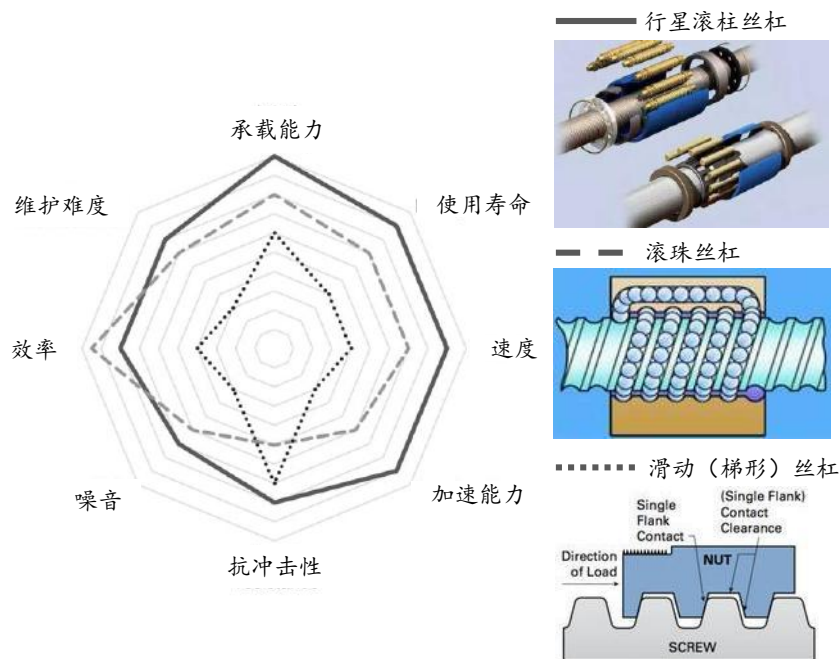 行星滚柱丝杠
承载能力
维护难度
使用寿命
滚珠丝杠
效率
速度
噪音
加速能力
抗冲击性
滑动（梯形）丝杠
(Single Flank)
Contact
Clearance
Single
Flank
Contact
Direction
of Load
NUT
SCREW